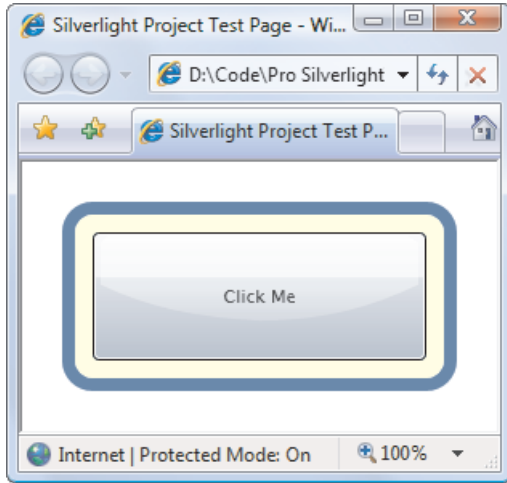 Silverlight Project Test Page - Wi...
D:\Code\Pro Silverlight
Silverlight Project Test P...
Click Me
Internet | Protected Mode: On
100%